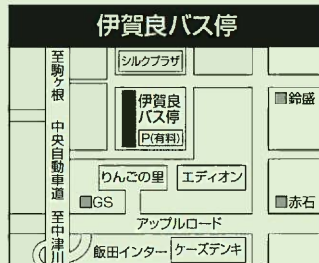 伊賀良バス停
至駒ヶ根
中央自動車道
至中津川
シルクプラザ
伊賀良
バス停
P(有料)
鈴盛
りんごの里
エディオン
GS
赤石
アップルロード
飯田インター
ケーズデンキ